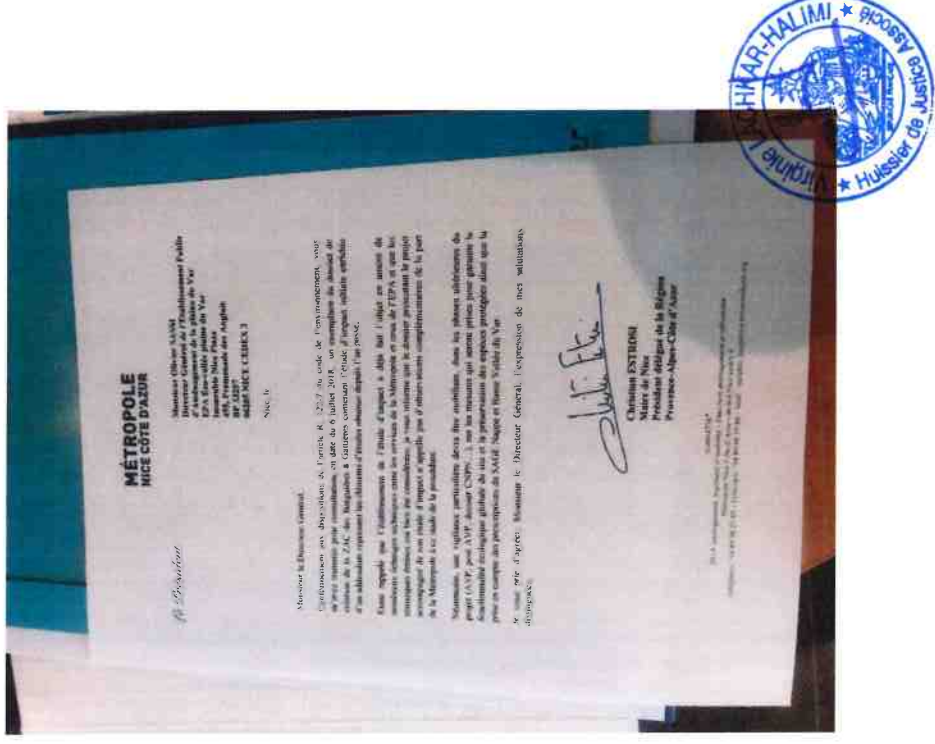 MÉTROPOLE
NICE CÔTE D'AZUR
Le Président
Monsieur Olivier SASSI
Directeur Général de l'Etablissement Public
d'Aménagement de la plaine du Var
EPA Eco-vallée plaine du Var
Immeuble Nice Plaza
455, Promenade des Anglais
BP 33257
06205 NICE CEDEX 3
Nice, le
Monsieur le Directeur Général,
Conformément aux dispositions de l'article R. 122-7 du code de l'environnement, vous
m'avez transmis pour consultation, en date du 6 juillet 2018, un exemplaire du dossier de
création de la ZAC des Bréguières à Gattières contenant l'étude d'impact initiale enrichie
d'un addendum reprenant les éléments d'études obtenus depuis l'an passé.
Etant rappelé que l'établissement de l'étude d'impact a déjà fait l'objet en amont de
nombreux échanges techniques entre les services de la Métropole et ceux de l'EPA et que les
remarques émises ont bien été considérées, je vous informe que le dossier présentant le projet
accompagné de son étude d'impact n'appelle pas d'observations complémentaires de la part
de la Métropole à ce stade de la procédure.
Néanmoins, une vigilance particulière devra être maintenue, dans les phases ultérieures du
projet (AVP, post AVP, dossier CNPN…), sur les mesures qui seront prises pour garantir la
fonctionnalité écologique globale du site et la préservation des espèces protégées ainsi que la
prise en compte des prescriptions du SAGE Nappe et Basse Vallée du Var.
Je vous prie d'agréer, Monsieur le Directeur Général, l'expression de mes salutations
distinguées.
Christian ESTROSI
Maire de Nice
Président délégué de la Région
Provence-Alpes-Côte d'Azur
Virginie HALIMI
Huissier de Justice Associé